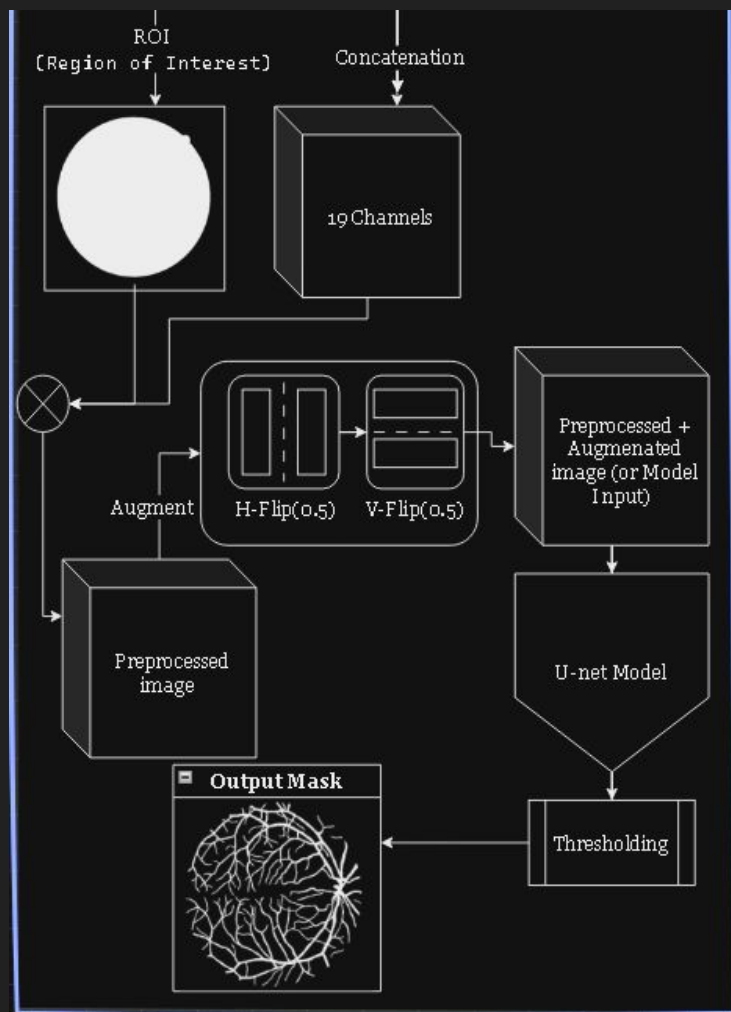 ROI
(Region of Interest)
Concatenation
19 Channels
Augment
H-Flip(0.5)
V-Flip(0.5)
Preprocessed +
Augmenated
image (or Model
Input)
Preprocessed
image
U-net Model
Output Mask
Thresholding